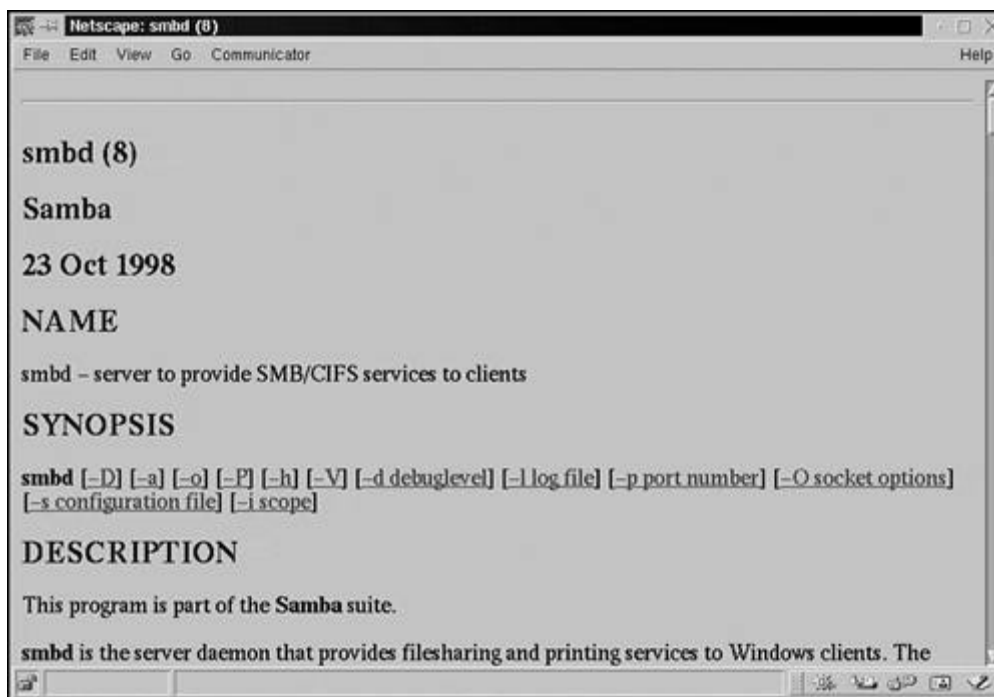 Netscape: smbd (8)
File Edit View Go Communicator Help
smbd (8)
Samba
23 Oct 1998
NAME
smbd – server to provide SMB/CIFS services to clients
SYNOPSIS
smbd [–D] [–a] [–o] [–P] [–h] [–V] [–d debuglevel] [–l log file] [–p port number] [–O socket options]
[–s configuration file] [–i scope]
DESCRIPTION
This program is part of the Samba suite.
smbd is the server daemon that provides filesharing and printing services to Windows clients. The